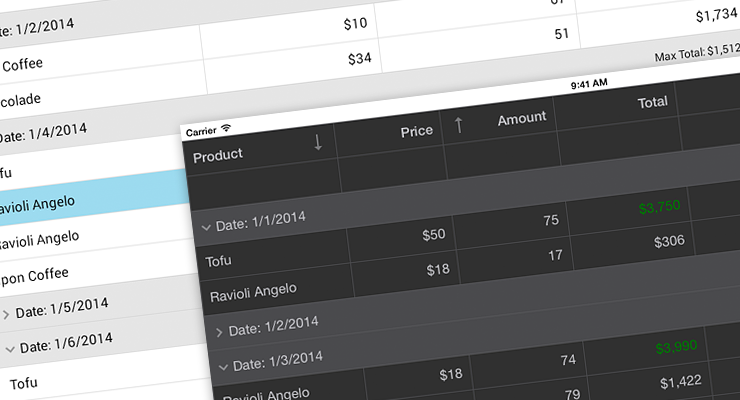 te: 1/2/2014
Coffee $10
colade $34 51 $1,734
Max Total: $1,512
Date: 1/4/2014
fu
avioli Angelo
Ravioli Angelo
pon Coffee
Date: 1/5/2014
Date: 1/6/2014
Tofu
Carrier 9:41 AM
Product Price Amount Total
Date: 1/1/2014
Tofu $50 75 $3,750
Ravioli Angelo $18 17 $306
Date: 1/2/2014
Date: 1/3/2014
Ravioli Angelo $18 74 $3,990
79 $1,422